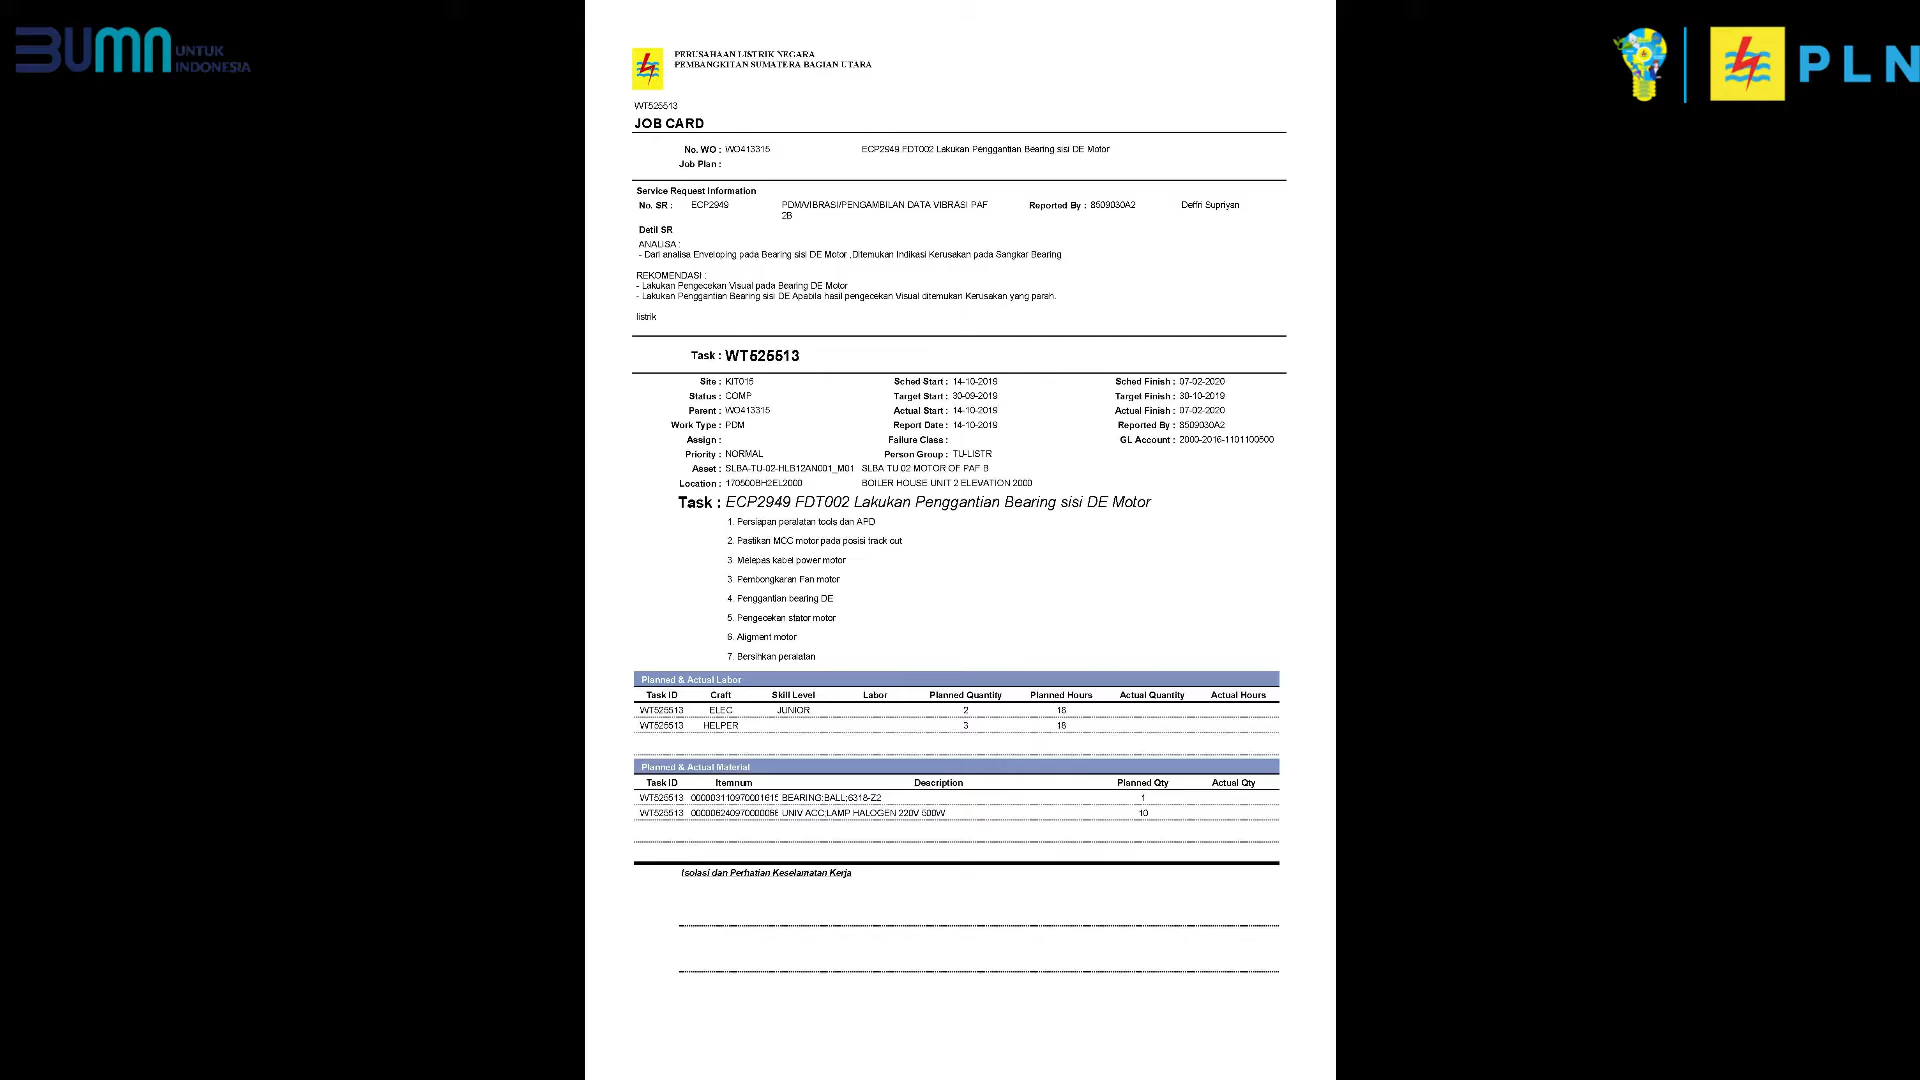 BUMN UNTUK INDONESIA
PLN
PERUSAHAAN LISTRIK NEGARA
PEMBANGKITAN SUMATERA BAGIAN UTARA
WT525513
JOB CARD
No. WO : WO413315 ECP2949 FDT002 Lakukan Penggantian Bearing sisi DE Motor
Job Plan :
Service Request Information
No. SR : ECP2949 PDM/VIBRASI/PENGAMBILAN DATA VIBRASI PAF 2B Reported By : 8509030A2 Deffri Supriyan
Detil SR
ANALISA :
- Dari analisa Enveloping pada Bearing sisi DE Motor ,Ditemukan Indikasi Kerusakan pada Sangkar Bearing
REKOMENDASI :
- Lakukan Pengecekan Visual pada Bearing DE Motor
- Lakukan Penggantian Bearing sisi DE Apabila hasil pengecekan Visual ditemukan Kerusakan yang parah.
listrik
Task : WT525513
Site : KIT015 Sched Start : 14-10-2019 Sched Finish : 07-02-2020
Status : COMP Target Start : 30-09-2019 Target Finish : 30-10-2019
Parent : WO413315 Actual Start : 14-10-2019 Actual Finish : 07-02-2020
Work Type : PDM Report Date : 14-10-2019 Reported By : 8509030A2
Assign : Failure Class : GL Account : 2000-2016-1101100500
Priority : NORMAL Person Group : TU-LISTR
Asset : SLBA-TU-02-HLB12AN001_M01 SLBA TU 02 MOTOR OF PAF B
Location : 170500BH2EL2000 BOILER HOUSE UNIT 2 ELEVATION 2000
Task : ECP2949 FDT002 Lakukan Penggantian Bearing sisi DE Motor
1. Persiapan peralatan tools dan APD
2. Pastikan MCC motor pada posisi track out
3. Melepas kabel power motor
3. Pembongkaran Fan motor
4. Penggantian bearing DE
5. Pengecekan stator motor
6. Aligment motor
7. Bersihkan peralatan
Planned & Actual Labor
Task ID Craft Skill Level Labor Planned Quantity Planned Hours Actual Quantity Actual Hours
WT525513 ELEC JUNIOR 2 18
WT525513 HELPER 3 18
Planned & Actual Material
Task ID Itemnum Description Planned Qty Actual Qty
WT525513 000003110970001615 BEARING;BALL;6318-Z2 1
WT525513 BEARING UNIV ACC;LAMP HALOGEN 220V 500W 10
Isolasi dan Perhatian Keselamatan Kerja